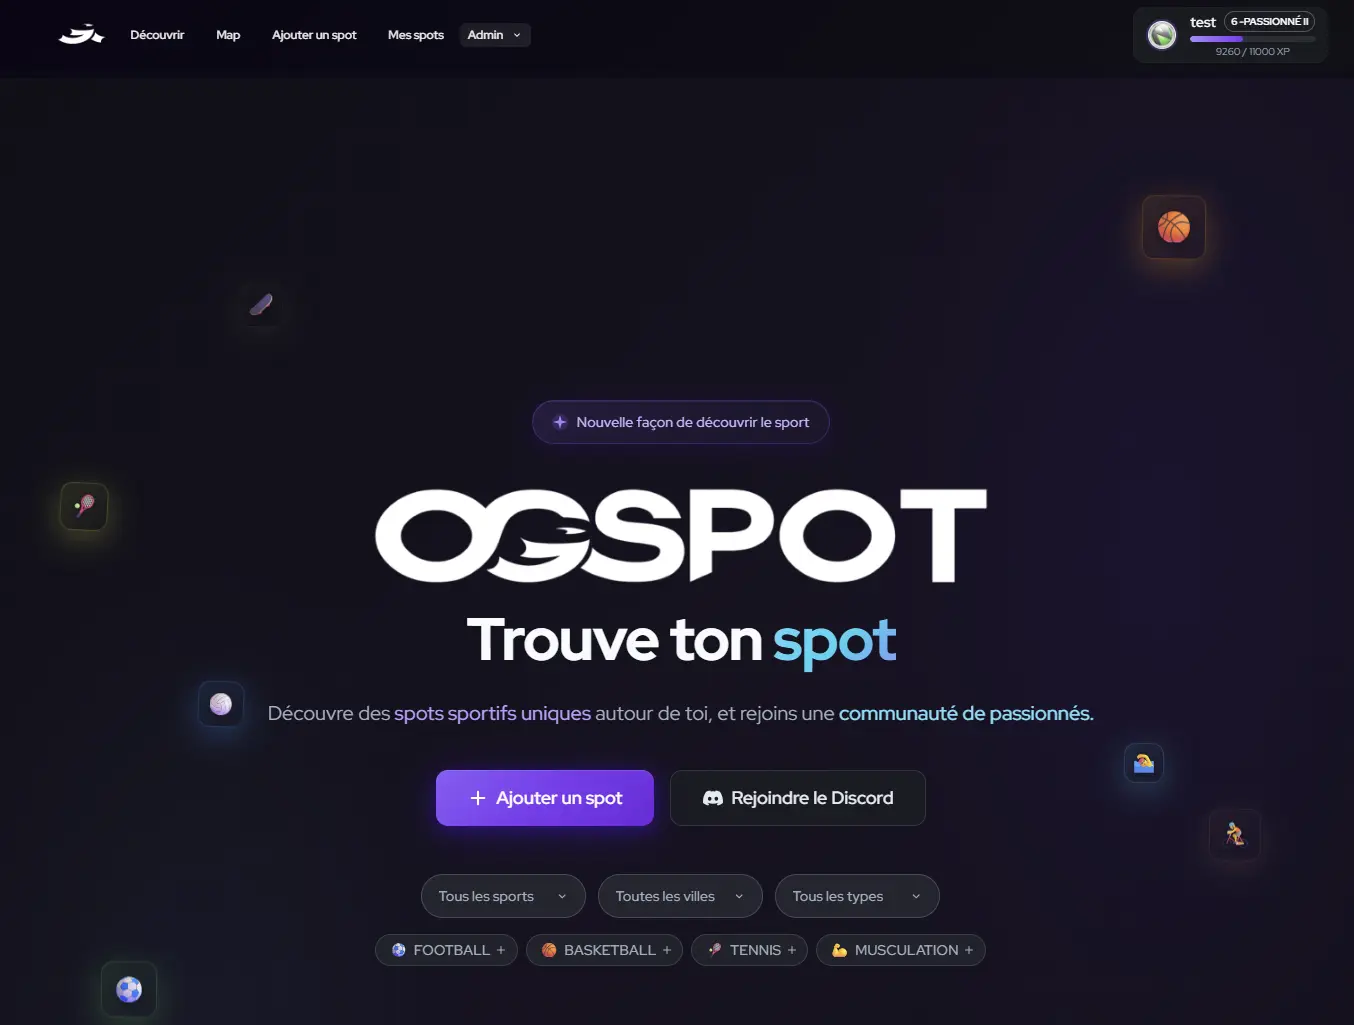 Découvrir Map Ajouter un spot Mes spots Admin
test 6 -PASSIONNÉ II
9260 / 11000 XP
Nouvelle façon de découvrir le sport
OGSPOT
Trouve ton spot
Découvre des spots sportifs uniques autour de toi, et rejoins une communauté de passionnés.
+ Ajouter un spot Rejoindre le Discord
Tous les sports Toutes les villes Tous les types
FOOTBALL + BASKETBALL + TENNIS + MUSCULATION +